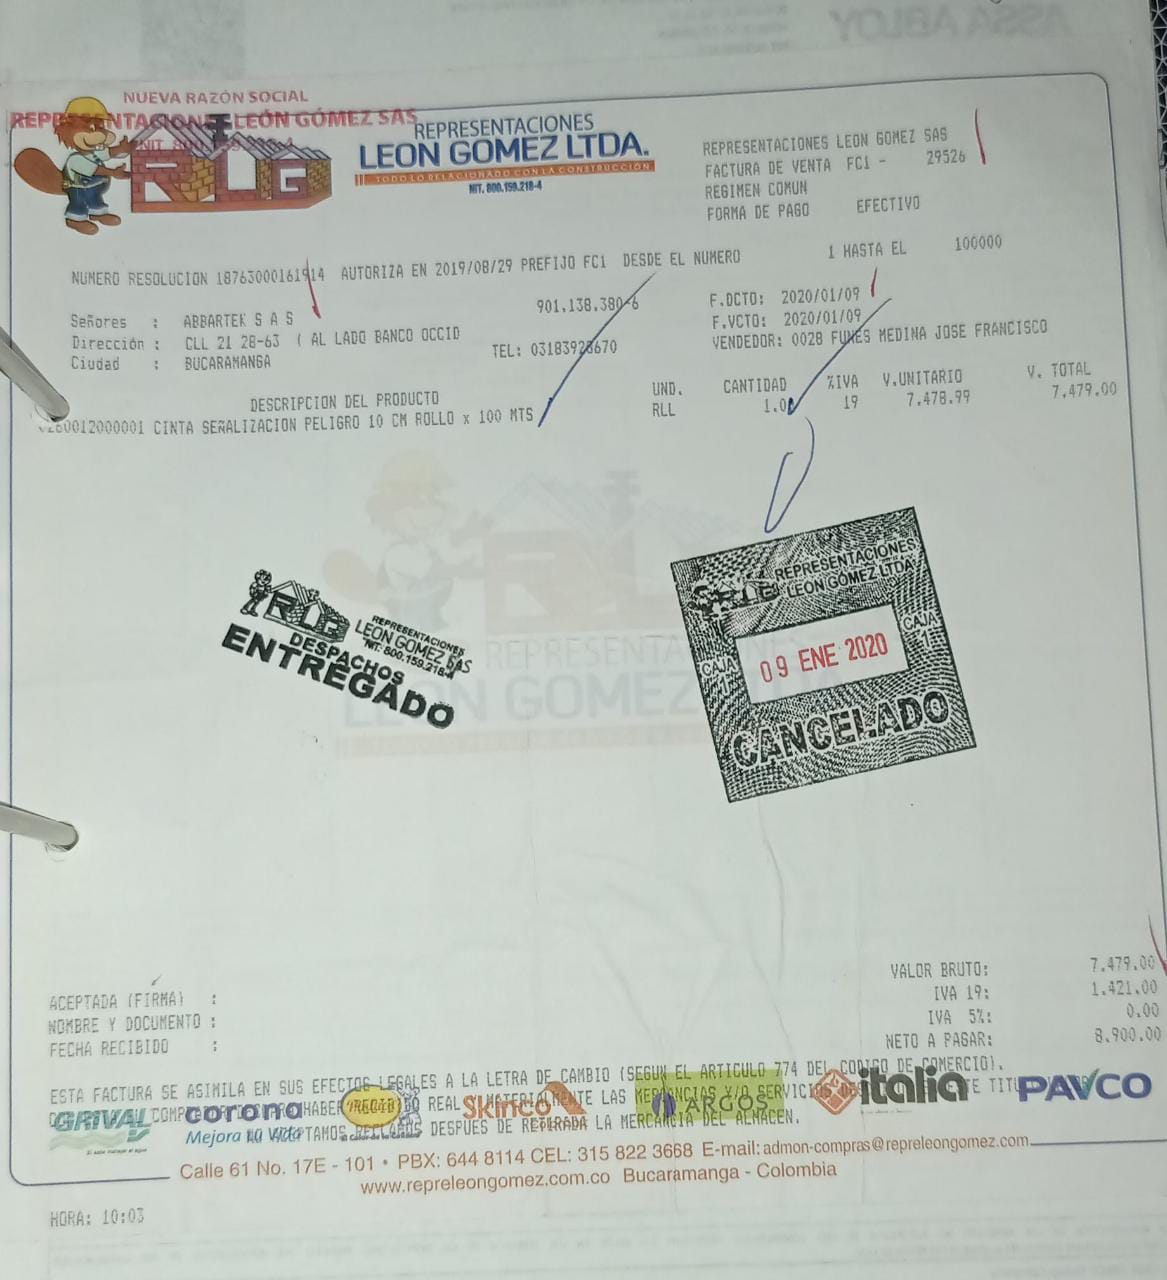 ASSA ABLOY
NUEVA RAZÓN SOCIAL
REPRESENTACIONES LEÓN GÓMEZ SAS
NIT. 800.159.218-4
RLG
REPRESENTACIONES
LEON GOMEZ LTDA.
TODO LO RELACIONADO CON LA CONSTRUCCIÓN
NIT. 800.159.218-4
REPRESENTACIONES LEON GOMEZ SAS
FACTURA DE VENTA FC1 - 29526
REGIMEN COMUN
FORMA DE PAGO EFECTIVO
NUMERO RESOLUCION 18763000161914 AUTORIZA EN 2019/08/29 PREFIJO FC1 DESDE EL NUMERO 1 HASTA EL 100000
Señores : ABBARTEK S A S 901.138.380-6
Dirección : CLL 21 28-63 ( AL LADO BANCO OCCID
Ciudad : BUCARAMANGA TEL: 03183928670
F.DCTO: 2020/01/09
F.VCTO: 2020/01/09
VENDEDOR: 0028 FUNES MEDINA JOSE FRANCISCO
DESCRIPCION DEL PRODUCTO UND. CANTIDAD %IVA V.UNITARIO V. TOTAL
0260012000001 CINTA SEÑALIZACION PELIGRO 10 CM ROLLO x 100 MTS RLL 1.00 19 7.478.99 7,479.00
REPRESENTACIONES
LEON GOMEZ LTDA
RLG
REPRESENTACIONES
LEON GOMEZ SAS
NIT. 800.159.218-4
DESPACHOS
ENTREGADO
REPRESENTACIONES
LEON GOMEZ LTDA
CAJA
1
09 ENE 2020
CAJA
1
CANCELADO
VALOR BRUTO: 7.479.00
IVA 19: 1.421.00
IVA 5%: 0.00
NETO A PAGAR: 8.900.00
ACEPTADA (FIRMA) :
NOMBRE Y DOCUMENTO :
FECHA RECIBIDO :
ESTA FACTURA SE ASIMILA EN SUS EFECTOS LEGALES A LA LETRA DE CAMBIO (SEGUN EL ARTICULO 774 DEL CODIGO DE COMERCIO).
HABER RECIBIDO REAL MATERIALMENTE LAS MERCANCIAS Y/O SERVICIOS
NO ACEPTAMOS RECLAMOS DESPUES DE RETIRADA LA MERCANCIA DEL ALMACEN.
GRIVAL
corona
Mejora tu Vida
Skinco
ARGOS
italia
PAVCO
Calle 61 No. 17E - 101 • PBX: 644 8114 CEL: 315 822 3668 E-mail: admon-compras@repreleongomez.com
www.repreleongomez.com.co Bucaramanga - Colombia
HORA: 10:03